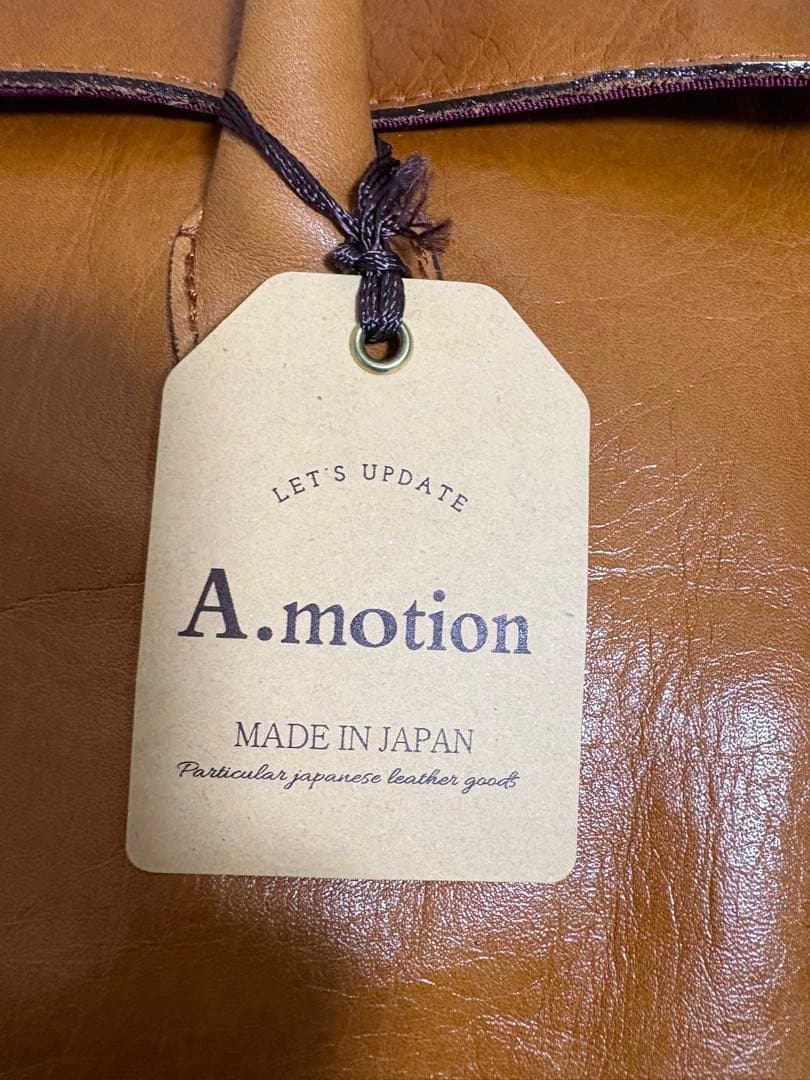 LET'S UPDATE
A.motion
MADE IN JAPAN
Particular japanese leather goods